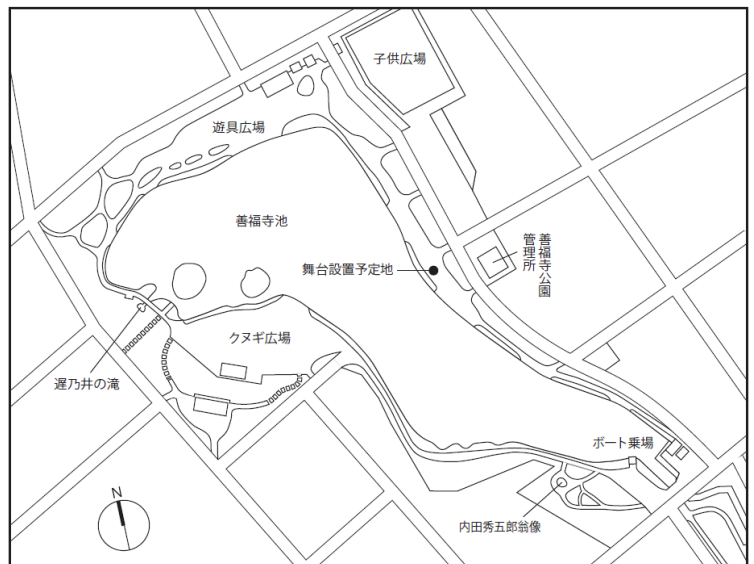 子供広場
遊具広場
善福寺池
善福寺公園
管理所
舞台設置予定地
クヌギ広場
遅乃井の滝
ボート乗場
内田秀五郎翁像
N